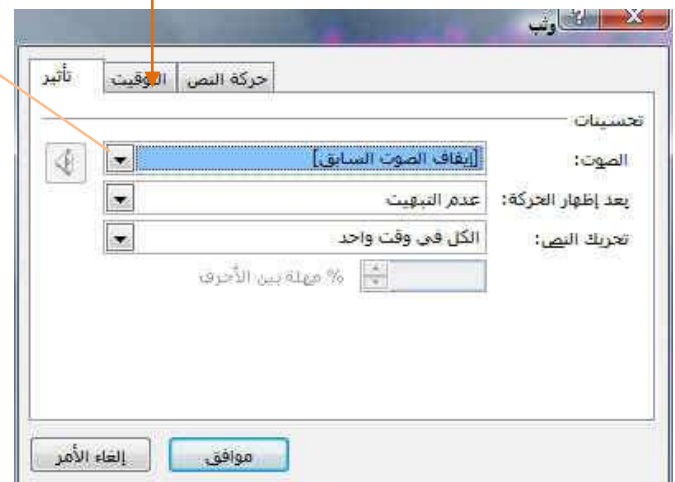 وثب
تأثير التوقيت حركة النص
تحسينات
الصوت: [إيقاف الصوت السابق]
بعد إظهار الحركة: عدم التبهيت
تحريك النص: الكل في وقت واحد
% مهلة بين الأحرف
موافق إلغاء الأمر